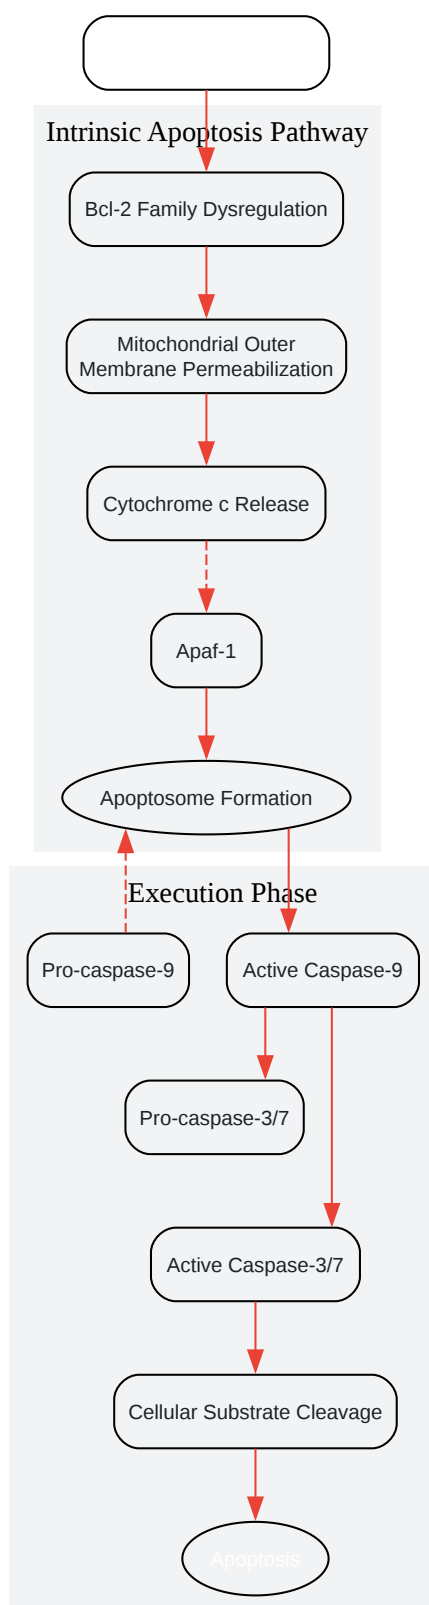 Intrinsic Apoptosis Pathway
Bcl-2 Family Dysregulation
Mitochondrial Outer
Membrane Permeabilization
Cytochrome c Release
Apaf-1
Apoptosome Formation
Execution Phase
Pro-caspase-9
Active Caspase-9
Pro-caspase-3/7
Active Caspase-3/7
Cellular Substrate Cleavage
Apoptosis